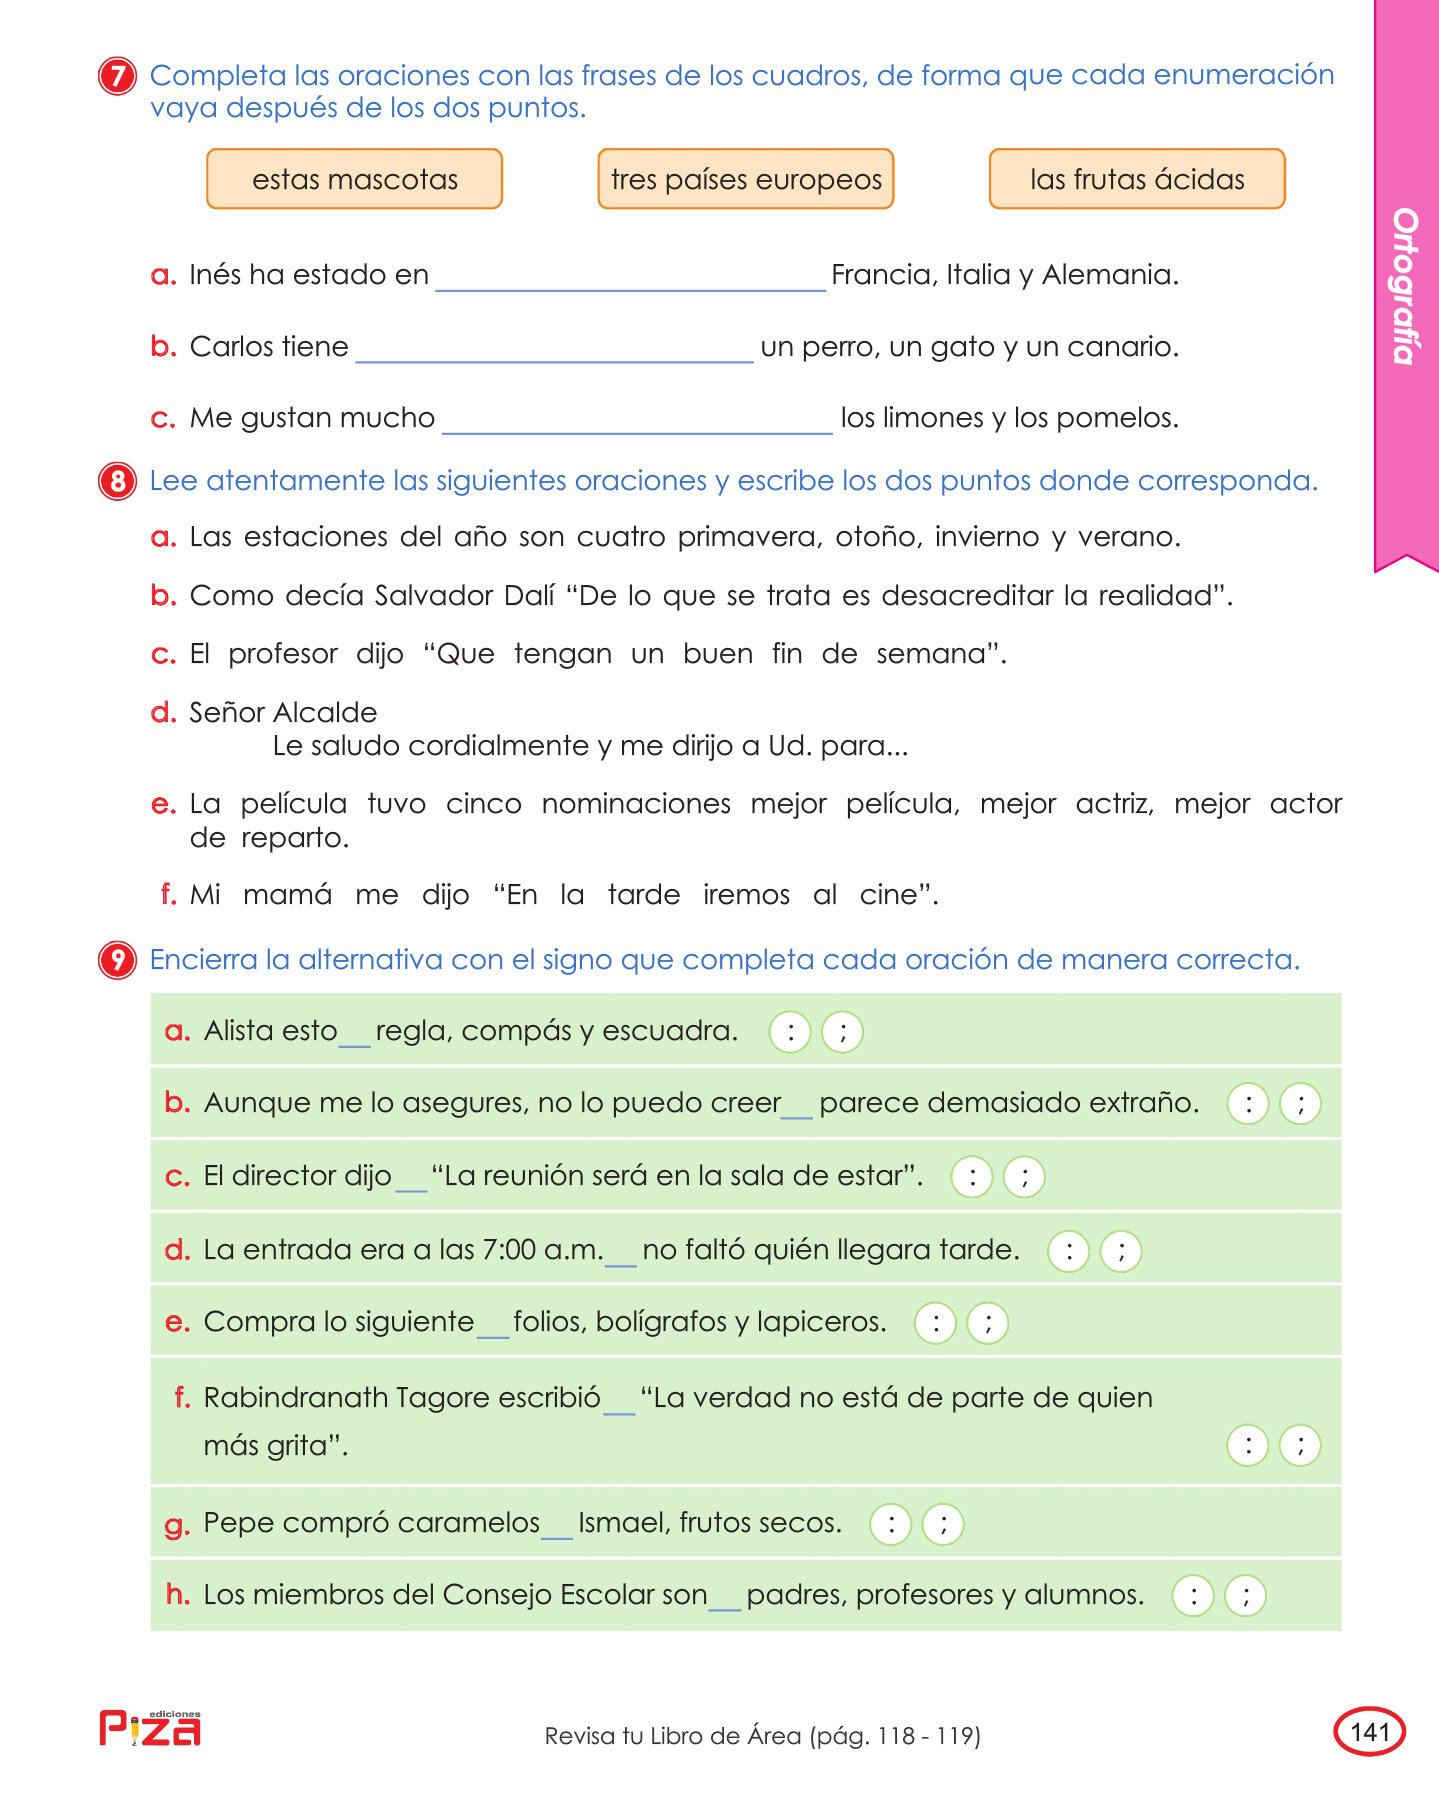 7 Completa las oraciones con las frases de los cuadros, de forma que cada enumeración
vaya después de los dos puntos.
estas mascotas
tres países europeos
las frutas ácidas
a. Inés ha estado en ____ Francia, Italia y Alemania.
b. Carlos tiene ____ un perro, un gato y un canario.
c. Me gustan mucho ____ los limones y los pomelos.
8 Lee atentamente las siguientes oraciones y escribe los dos puntos donde corresponda.
a. Las estaciones del año son cuatro primavera, otoño, invierno y verano.
b. Como decía Salvador Dalí “De lo que se trata es desacreditar la realidad”.
c. El profesor dijo “Que tengan un buen fin de semana”.
d. Señor Alcalde
Le saludo cordialmente y me dirijo a Ud. para...
e. La película tuvo cinco nominaciones mejor película, mejor actriz, mejor actor
de reparto.
f. Mi mamá me dijo “En la tarde iremos al cine”.
9 Encierra la alternativa con el signo que completa cada oración de manera correcta.
a. Alista esto__ regla, compás y escuadra. : ;
b. Aunque me lo asegures, no lo puedo creer__ parece demasiado extraño. : ;
c. El director dijo__ “La reunión será en la sala de estar”. : ;
d. La entrada era a las 7:00 a.m.__ no faltó quién llegara tarde. : ;
e. Compra lo siguiente__ folios, bolígrafos y lapiceros. : ;
f. Rabindranath Tagore escribió__ “La verdad no está de parte de quien
más grita”. : ;
g. Pepe compró caramelos__ Ismael, frutos secos. : ;
h. Los miembros del Consejo Escolar son__ padres, profesores y alumnos. : ;
Ortografía
ediciones
Piza
Revisa tu Libro de Área (pág. 118 - 119)
141